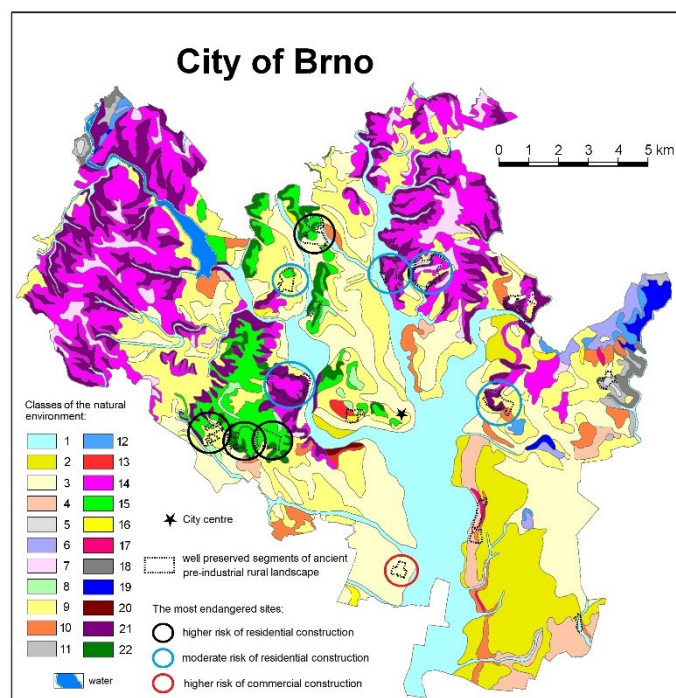 City of Brno
0 1 2 3 4 5 km
Classes of the natural
environment:
1 12
2 13
3 14
4 15
5 16
6 17
7 18
8 19
9 20
10 21
11 22
water
City centre
well preserved segments of ancient
pre-industrial rural landscape
The most endangered sites:
higher risk of residential construction
moderate risk of residential construction
higher risk of commercial construction